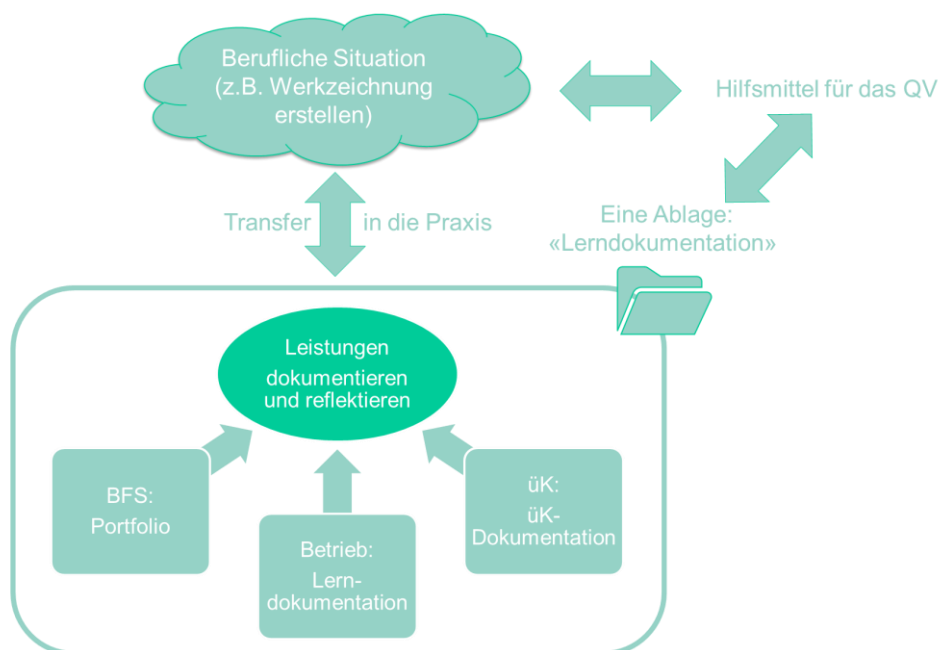 Berufliche Situation
(z.B. Werkzeichnung
erstellen)
Hilfsmittel für das QV
Transfer in die Praxis
Eine Ablage:
«Lerndokumentation»
Leistungen
dokumentieren
und reflektieren
BFS:
Portfolio
Betrieb:
Lern-
dokumentation
üK:
üK-
Dokumentation